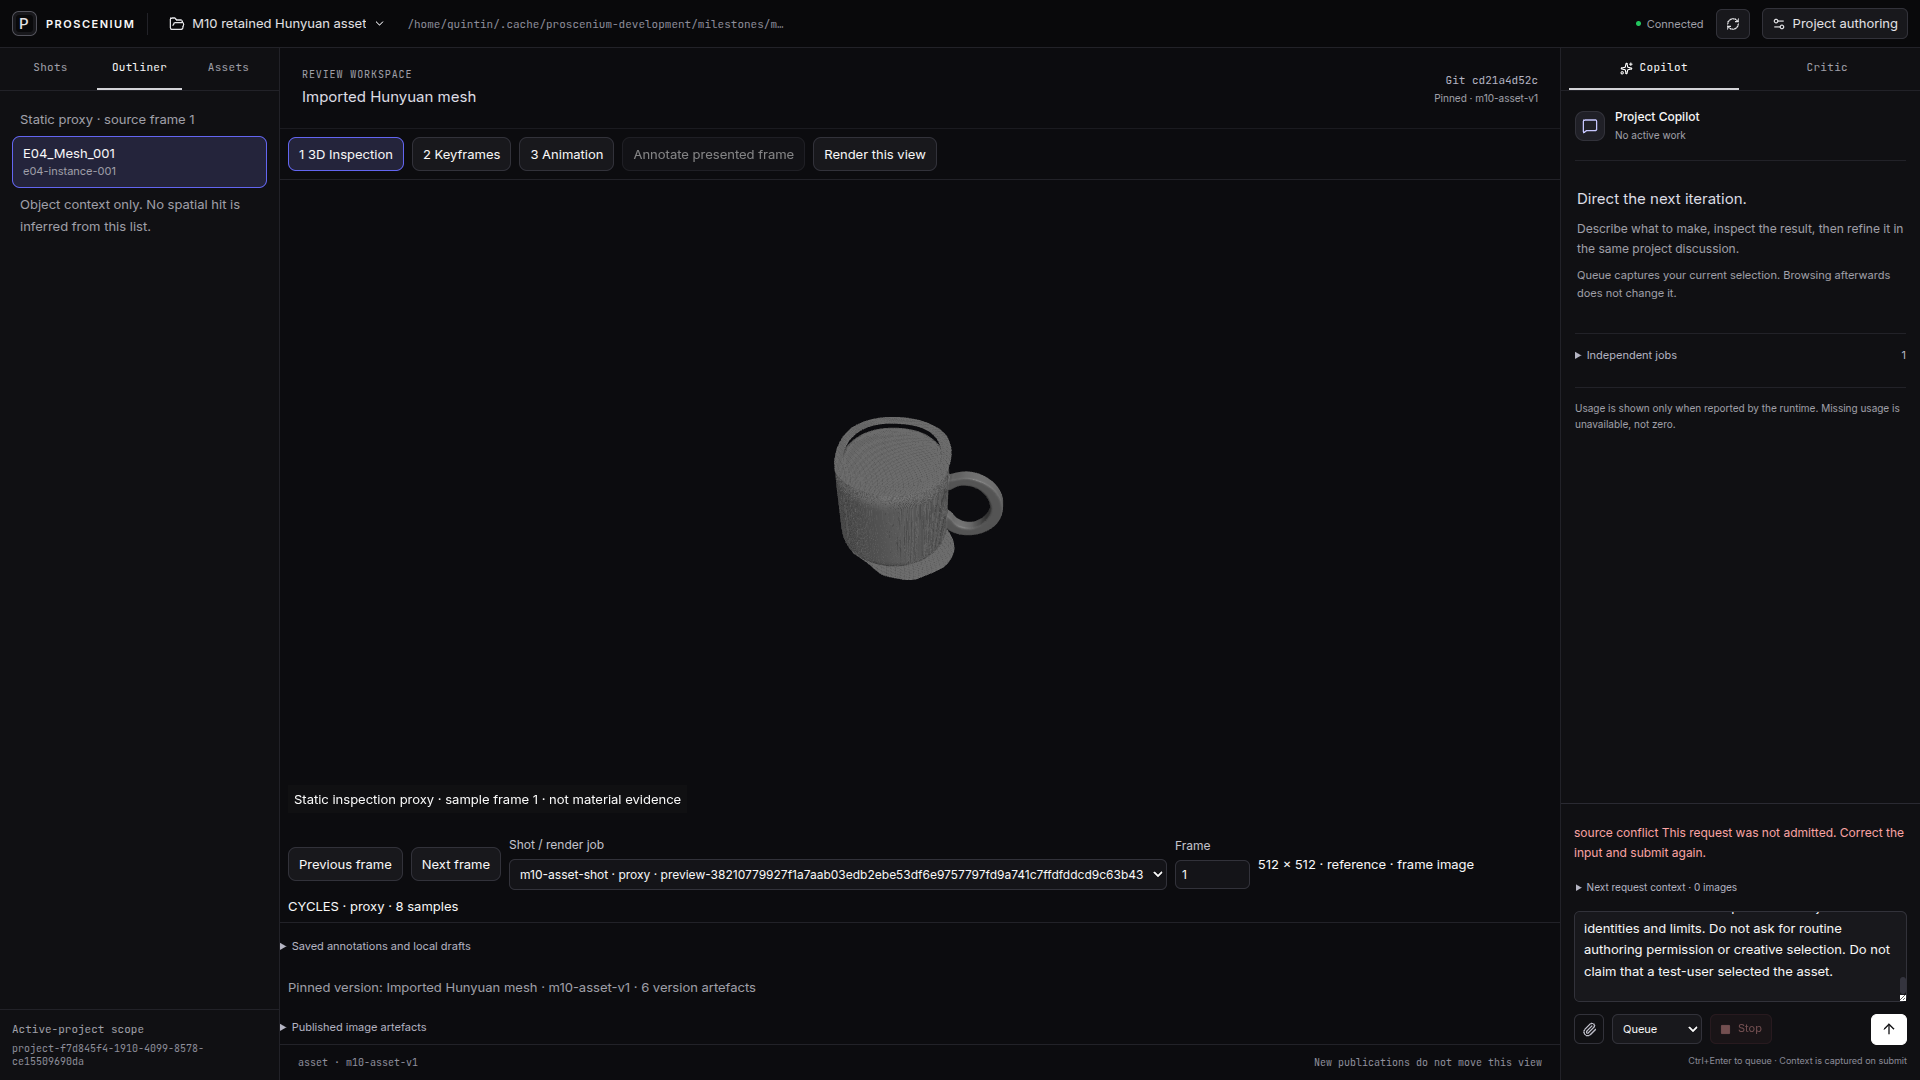 P PROSCENIUM
M10 retained Hunyuan asset
/home/quintin/.cache/proscenium-development/milestones/m…
Connected
Project authoring
Shots
Outliner
Assets
Static proxy · source frame 1
E04_Mesh_001
e04-instance-001
Object context only. No spatial hit is
inferred from this list.
Active-project scope
project-f7d845f4-1910-4099-8578-
ce15509690da
REVIEW WORKSPACE
Imported Hunyuan mesh
Git cd21a4d52c
Pinned · m10-asset-v1
1 3D Inspection
2 Keyframes
3 Animation
Annotate presented frame
Render this view
Static inspection proxy · sample frame 1 · not material evidence
Previous frame
Next frame
Shot / render job
m10-asset-shot · proxy · preview-38210779927f1a7aab03edb2ebe53df6e9757797fd9a741c7ffdfddcd9c63b43
Frame
1
512 × 512 · reference · frame image
CYCLES · proxy · 8 samples
Saved annotations and local drafts
Pinned version: Imported Hunyuan mesh · m10-asset-v1 · 6 version artefacts
Published image artefacts
asset · m10-asset-v1
New publications do not move this view
Copilot
Critic
Project Copilot
No active work
Direct the next iteration.
Describe what to make, inspect the result, then refine it in
the same project discussion.
Queue captures your current selection. Browsing afterwards
does not change it.
Independent jobs
1
Usage is shown only when reported by the runtime. Missing usage is
unavailable, not zero.
source conflict This request was not admitted. Correct the
input and submit again.
Next request context · 0 images
identities and limits. Do not ask for routine
authoring permission or creative selection. Do not
claim that a test-user selected the asset.
Queue
Stop
Ctrl+Enter to queue · Context is captured on submit